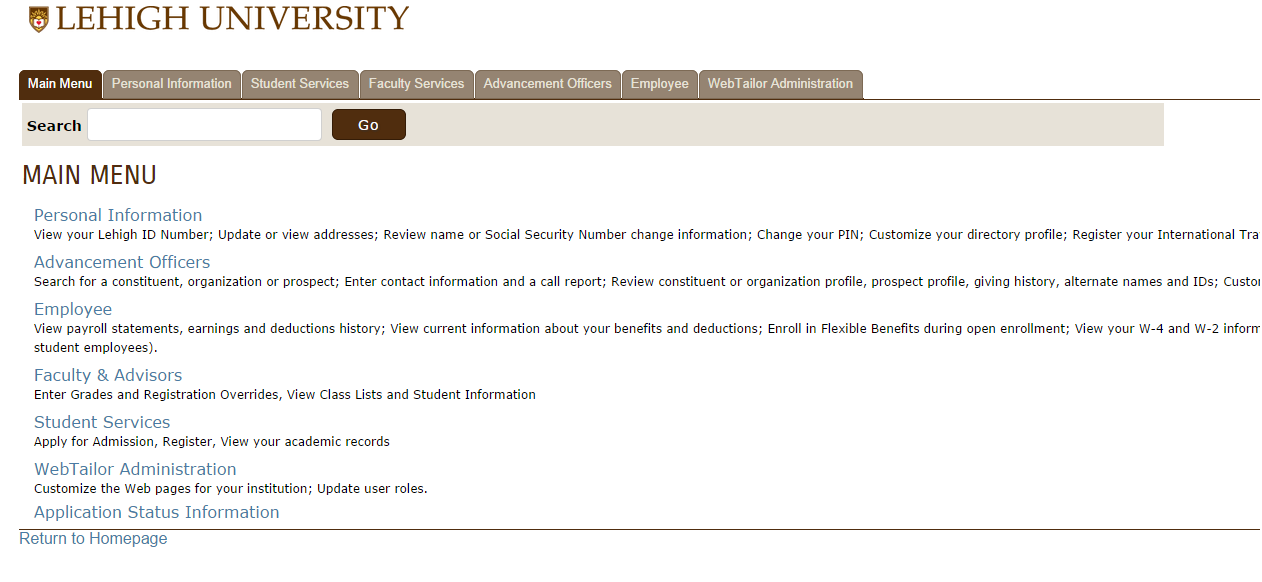 LEHIGH UNIVERSITY
Main Menu Personal Information Student Services Faculty Services Advancement Officers Employee WebTailor Administration
Search Go
MAIN MENU
Personal Information
View your Lehigh ID Number; Update or view addresses; Review name or Social Security Number change information; Change your PIN; Customize your directory profile; Register your International Tra
Advancement Officers
Search for a constituent, organization or prospect; Enter contact information and a call report; Review constituent or organization profile, prospect profile, giving history, alternate names and IDs; Custo
Employee
View payroll statements, earnings and deductions history; View current information about your benefits and deductions; Enroll in Flexible Benefits during open enrollment; View your W-4 and W-2 inform
student employees).
Faculty & Advisors
Enter Grades and Registration Overrides, View Class Lists and Student Information
Student Services
Apply for Admission, Register, View your academic records
WebTailor Administration
Customize the Web pages for your institution; Update user roles.
Application Status Information
Return to Homepage